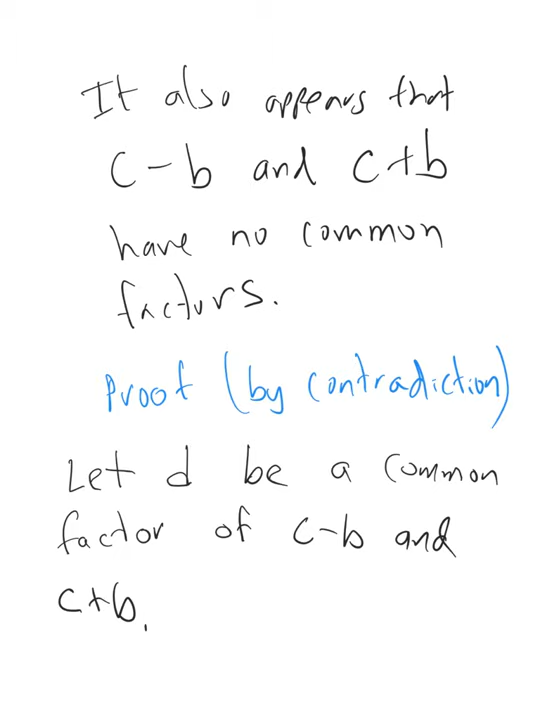 It also appears that
c-b and c+b
have no common
factors.
Proof (by contradiction)
Let d be a common
factor of c-b and
c+b.